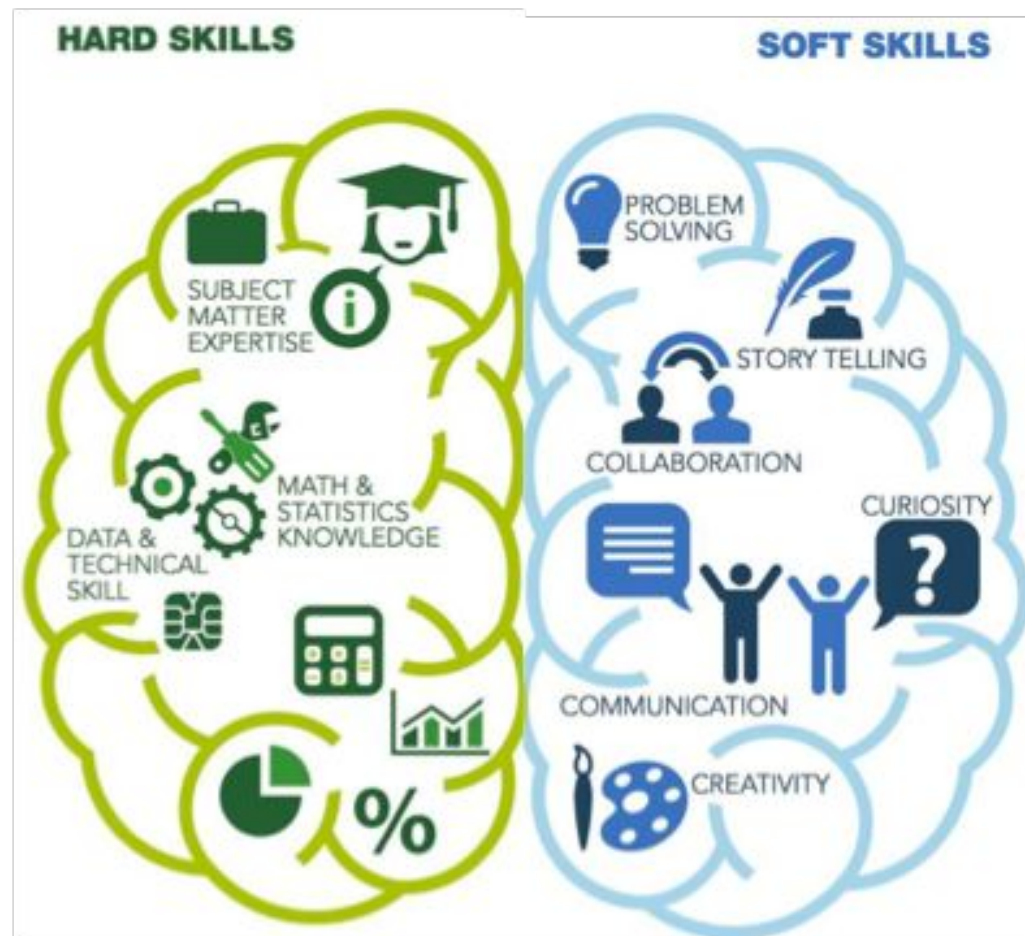 HARD SKILLS
SUBJECT
MATTER
EXPERTISE
i
MATH &
STATISTICS
KNOWLEDGE
DATA &
TECHNICAL
SKILL
%
SOFT SKILLS
PROBLEM
SOLVING
STORY TELLING
COLLABORATION
CURIOSITY
?
COMMUNICATION
CREATIVITY